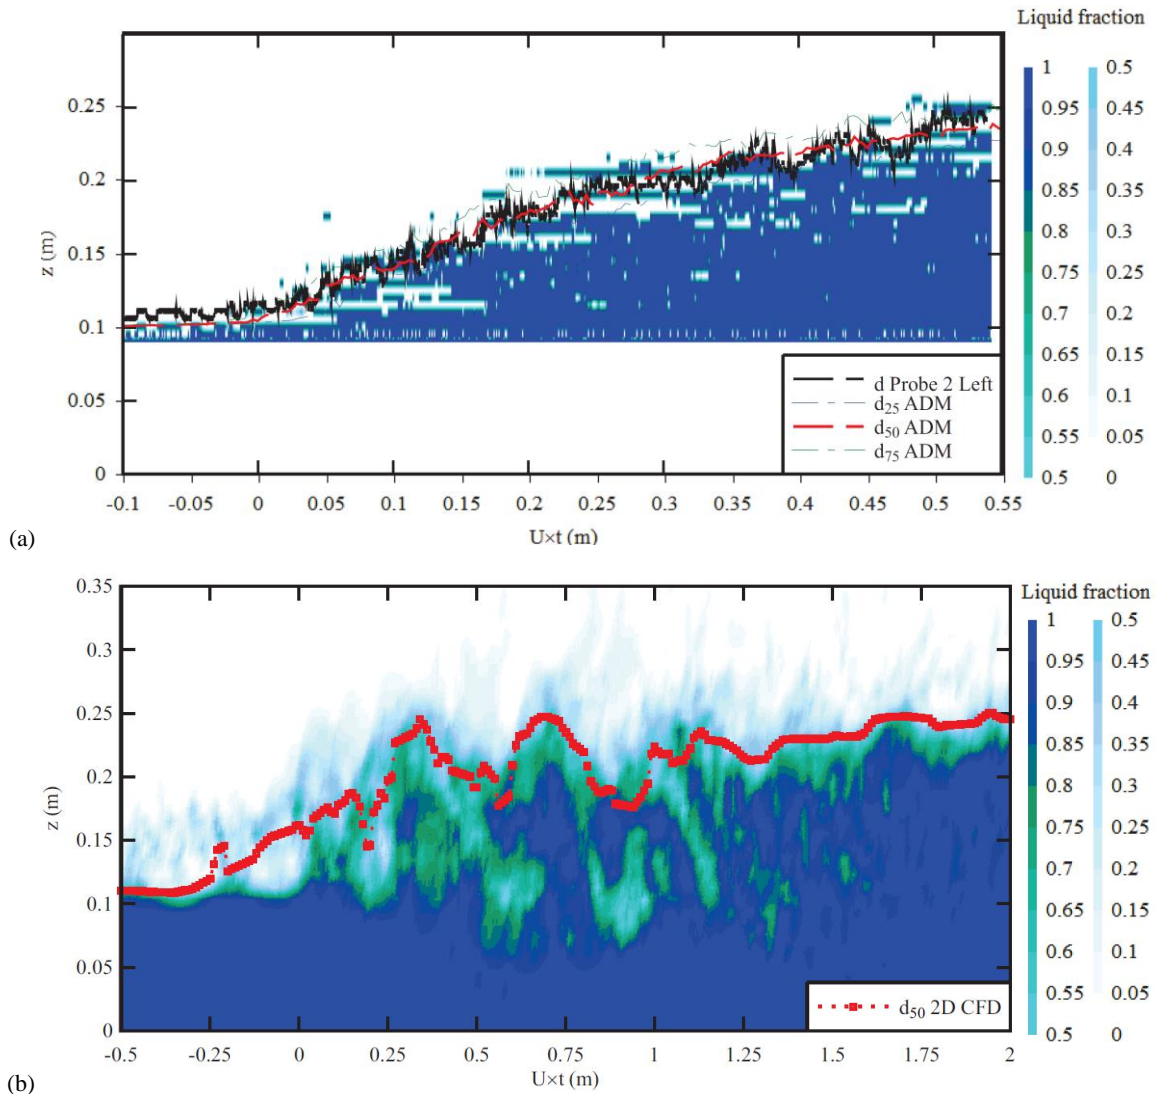 Liquid fraction
1 0.5
0.95 0.45
0.9 0.4
0.85 0.35
0.8 0.3
0.75 0.25
0.7 0.2
0.65 0.15
0.6 0.1
0.55 0.05
0.5 0
z (m)
0.25
0.2
0.15
0.1
0.05
0
d Probe 2 Left
d25 ADM
d50 ADM
d75 ADM
-0.1 -0.05 0 0.05 0.1 0.15 0.2 0.25 0.3 0.35 0.4 0.45 0.5 0.55
U×t (m)
(a)
Liquid fraction
1 0.5
0.95 0.45
0.9 0.4
0.85 0.35
0.8 0.3
0.75 0.25
0.7 0.2
0.65 0.15
0.6 0.1
0.55 0.05
0.5 0
z (m)
0.35
0.3
0.25
0.2
0.15
0.1
0.05
0
d50 2D CFD
-0.5 -0.25 0 0.25 0.5 0.75 1 1.25 1.5 1.75 2
U×t (m)
(b)